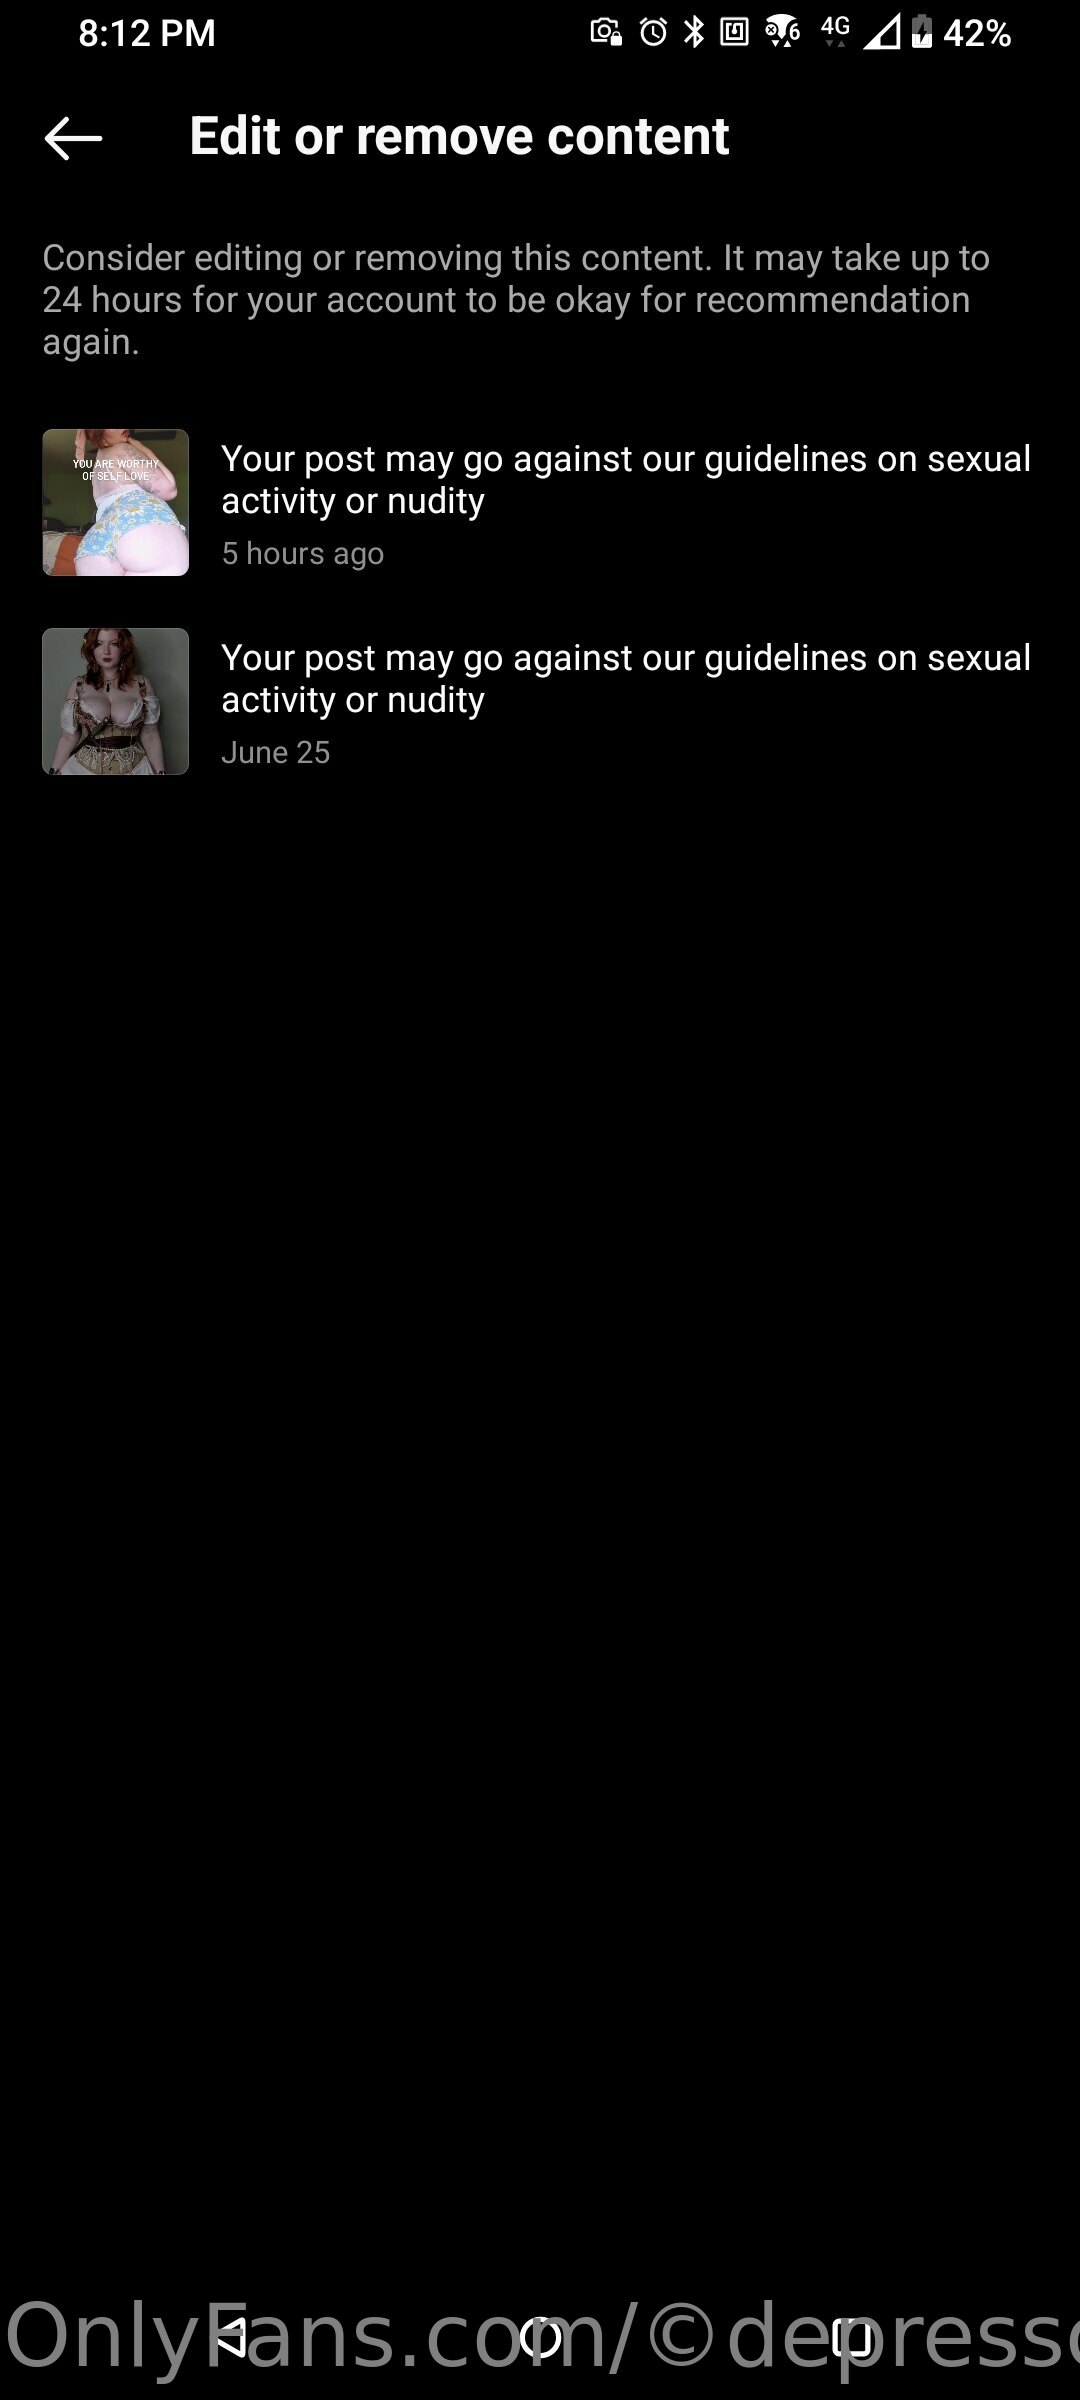 8:12 PM
6 4G 42%
Edit or remove content
Consider editing or removing this content. It may take up to
24 hours for your account to be okay for recommendation
again.
YOU ARE WORTHY
OF SELF LOVE
Your post may go against our guidelines on sexual
activity or nudity
5 hours ago
Your post may go against our guidelines on sexual
activity or nudity
June 25
OnlyFans.com/©depresso